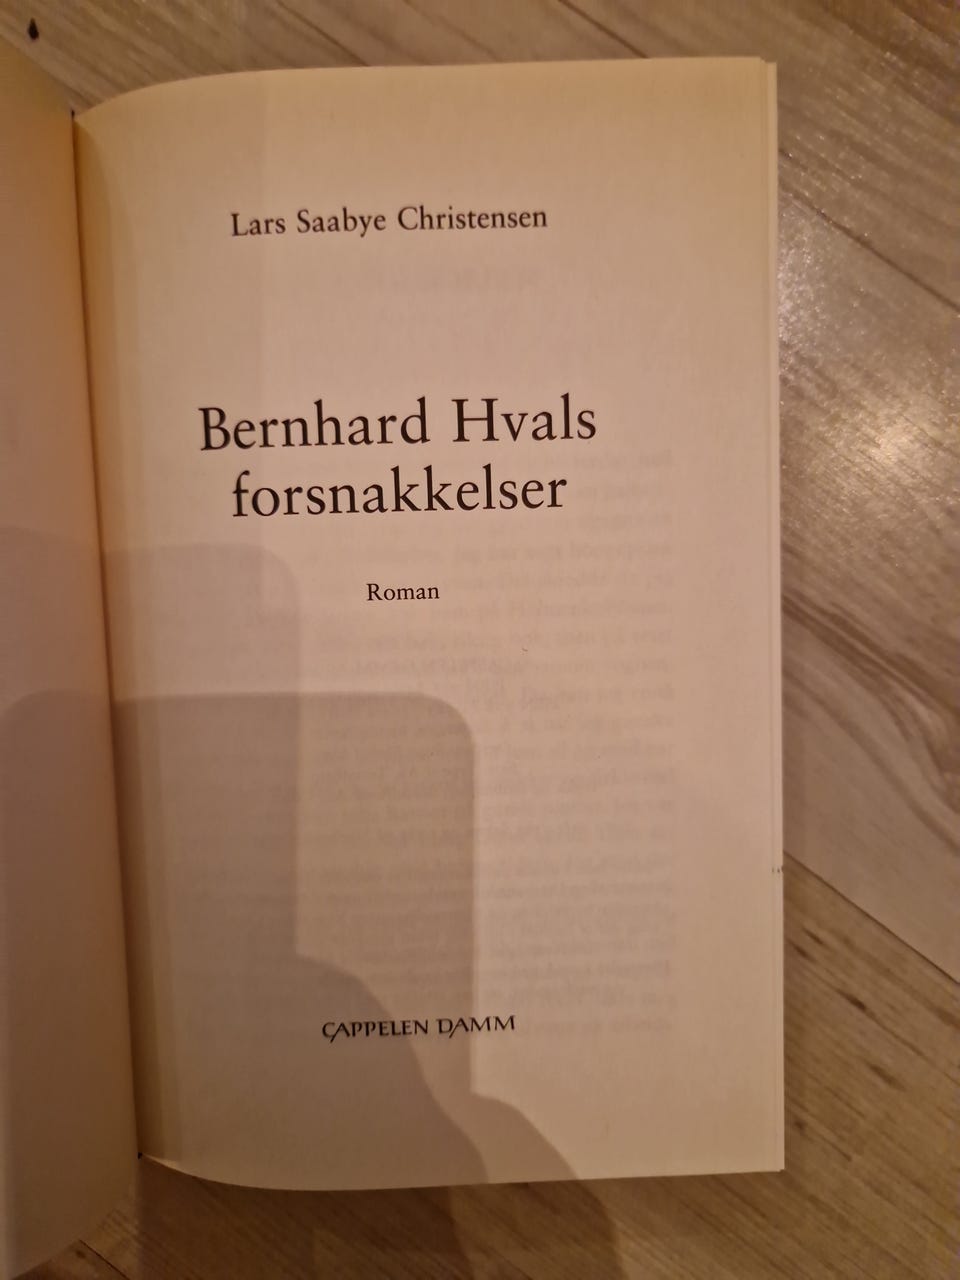 Lars Saabye Christensen
Bernhard Hvals
forsnakkelser
Roman
CAPPELEN DAMM